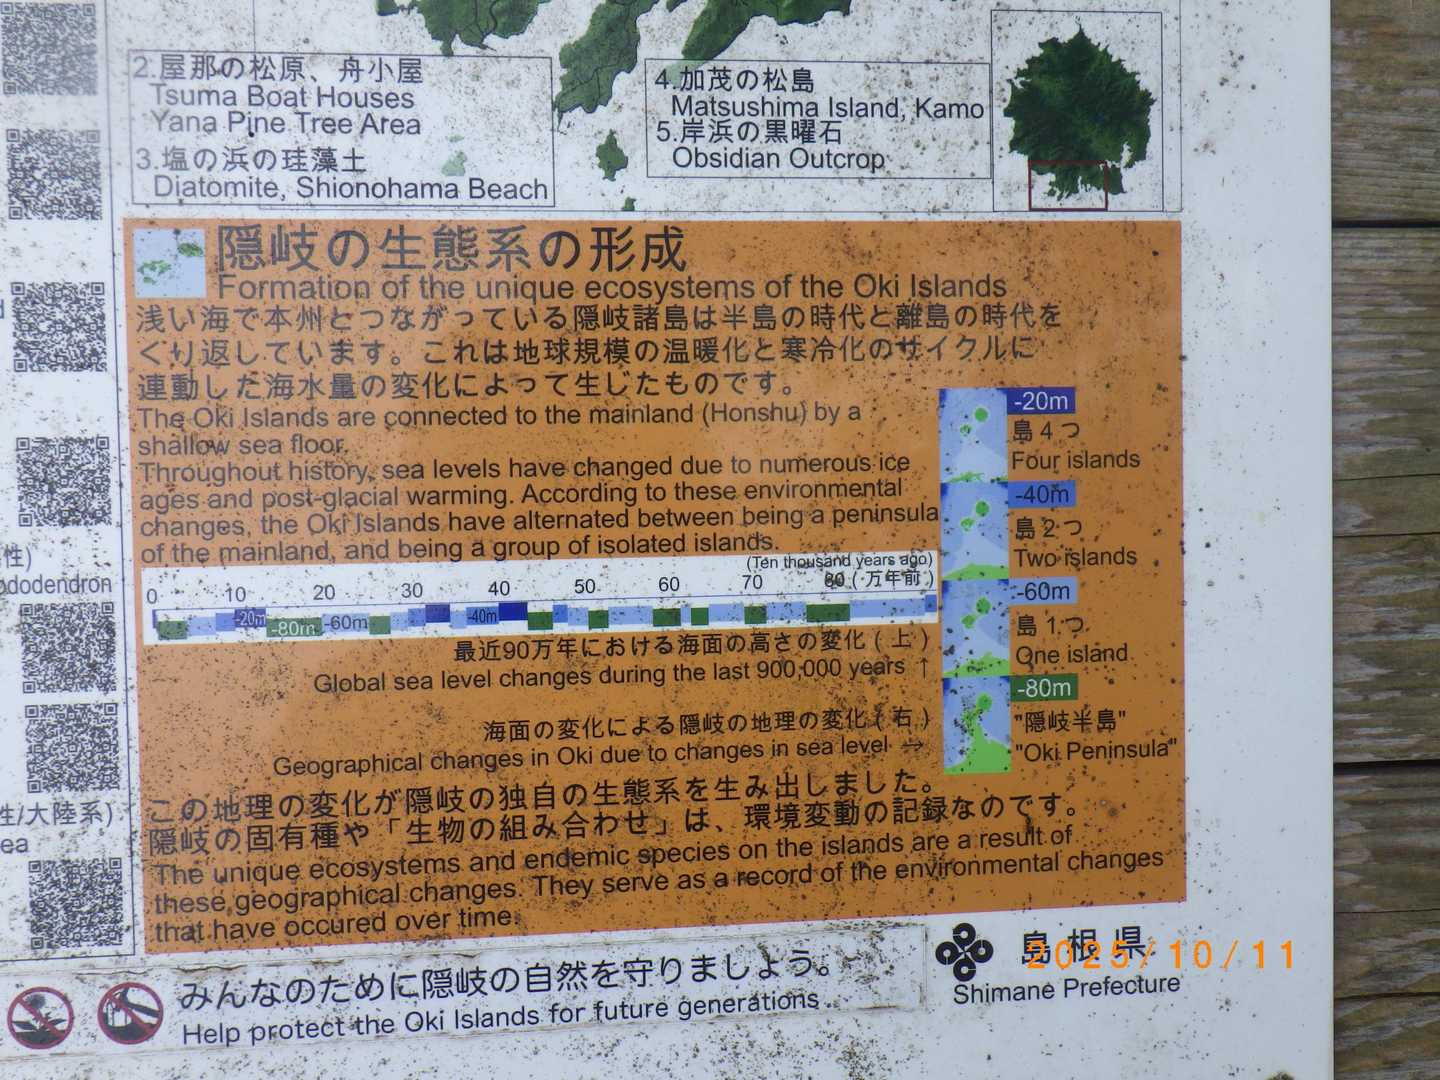 2.屋那の松原、舟小屋
Tsuma Boat Houses
Yana Pine Tree Area
3.塩の浜の珪藻土
Diatomite, Shionohama Beach
4.加茂の松島
Matsushima Island, Kamo
5.岸浜の黒曜石
Obsidian Outcrop
隠岐の生態系の形成
Formation of the unique ecosystems of the Oki Islands
浅い海で本州とつながっている隠岐諸島は半島の時代と離島の時代を
くり返しています。これは地球規模の温暖化と寒冷化のサイクルに
連動した海水量の変化によって生じたものです。
The Oki Islands are connected to the mainland (Honshu) by a
shallow sea floor.
Throughout history, sea levels have changed due to numerous ice
ages and post-glacial warming. According to these environmental
changes, the Oki Islands have alternated between being a peninsula
of the mainland, and being a group of isolated islands.
(Ten thousand years ago)
0 10 20 30 40 50 60 70 80 (万年前)
-20m -80m -60m -40m
最近90万年における海面の高さの変化(上)
Global sea level changes during the last 900,000 years ↑
海面の変化による隠岐の地理の変化(右)
Geographical changes in Oki due to changes in sea level →
-20m
島4つ
Four islands
-40m
島2つ
Two islands
-60m
島1つ
One island
-80m
"隠岐半島"
"Oki Peninsula"
この地理の変化が隠岐の独自の生態系を生み出しました。
隠岐の固有種や「生物の組み合わせ」は、環境変動の記録なのです。
The unique ecosystems and endemic species on the islands are a result of
these geographical changes. They serve as a record of the environmental changes
that have occured over time.
性)
ododendron
性/大陸系)
ea
みんなのために隠岐の自然を守りましょう。
Help protect the Oki Islands for future generations
島根県
Shimane Prefecture
2025/10/11